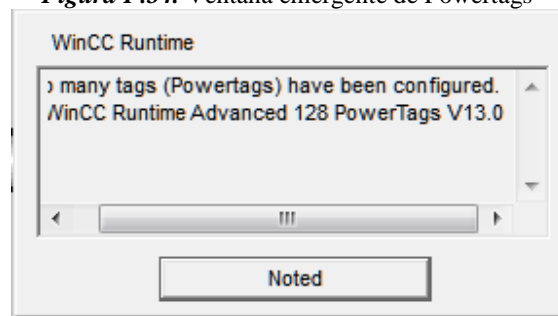 Figura 1.34. Ventana emergente de Powertags
WinCC Runtime
many tags (Powertags) have been configured.
WinCC Runtime Advanced 128 PowerTags V13.0
Noted